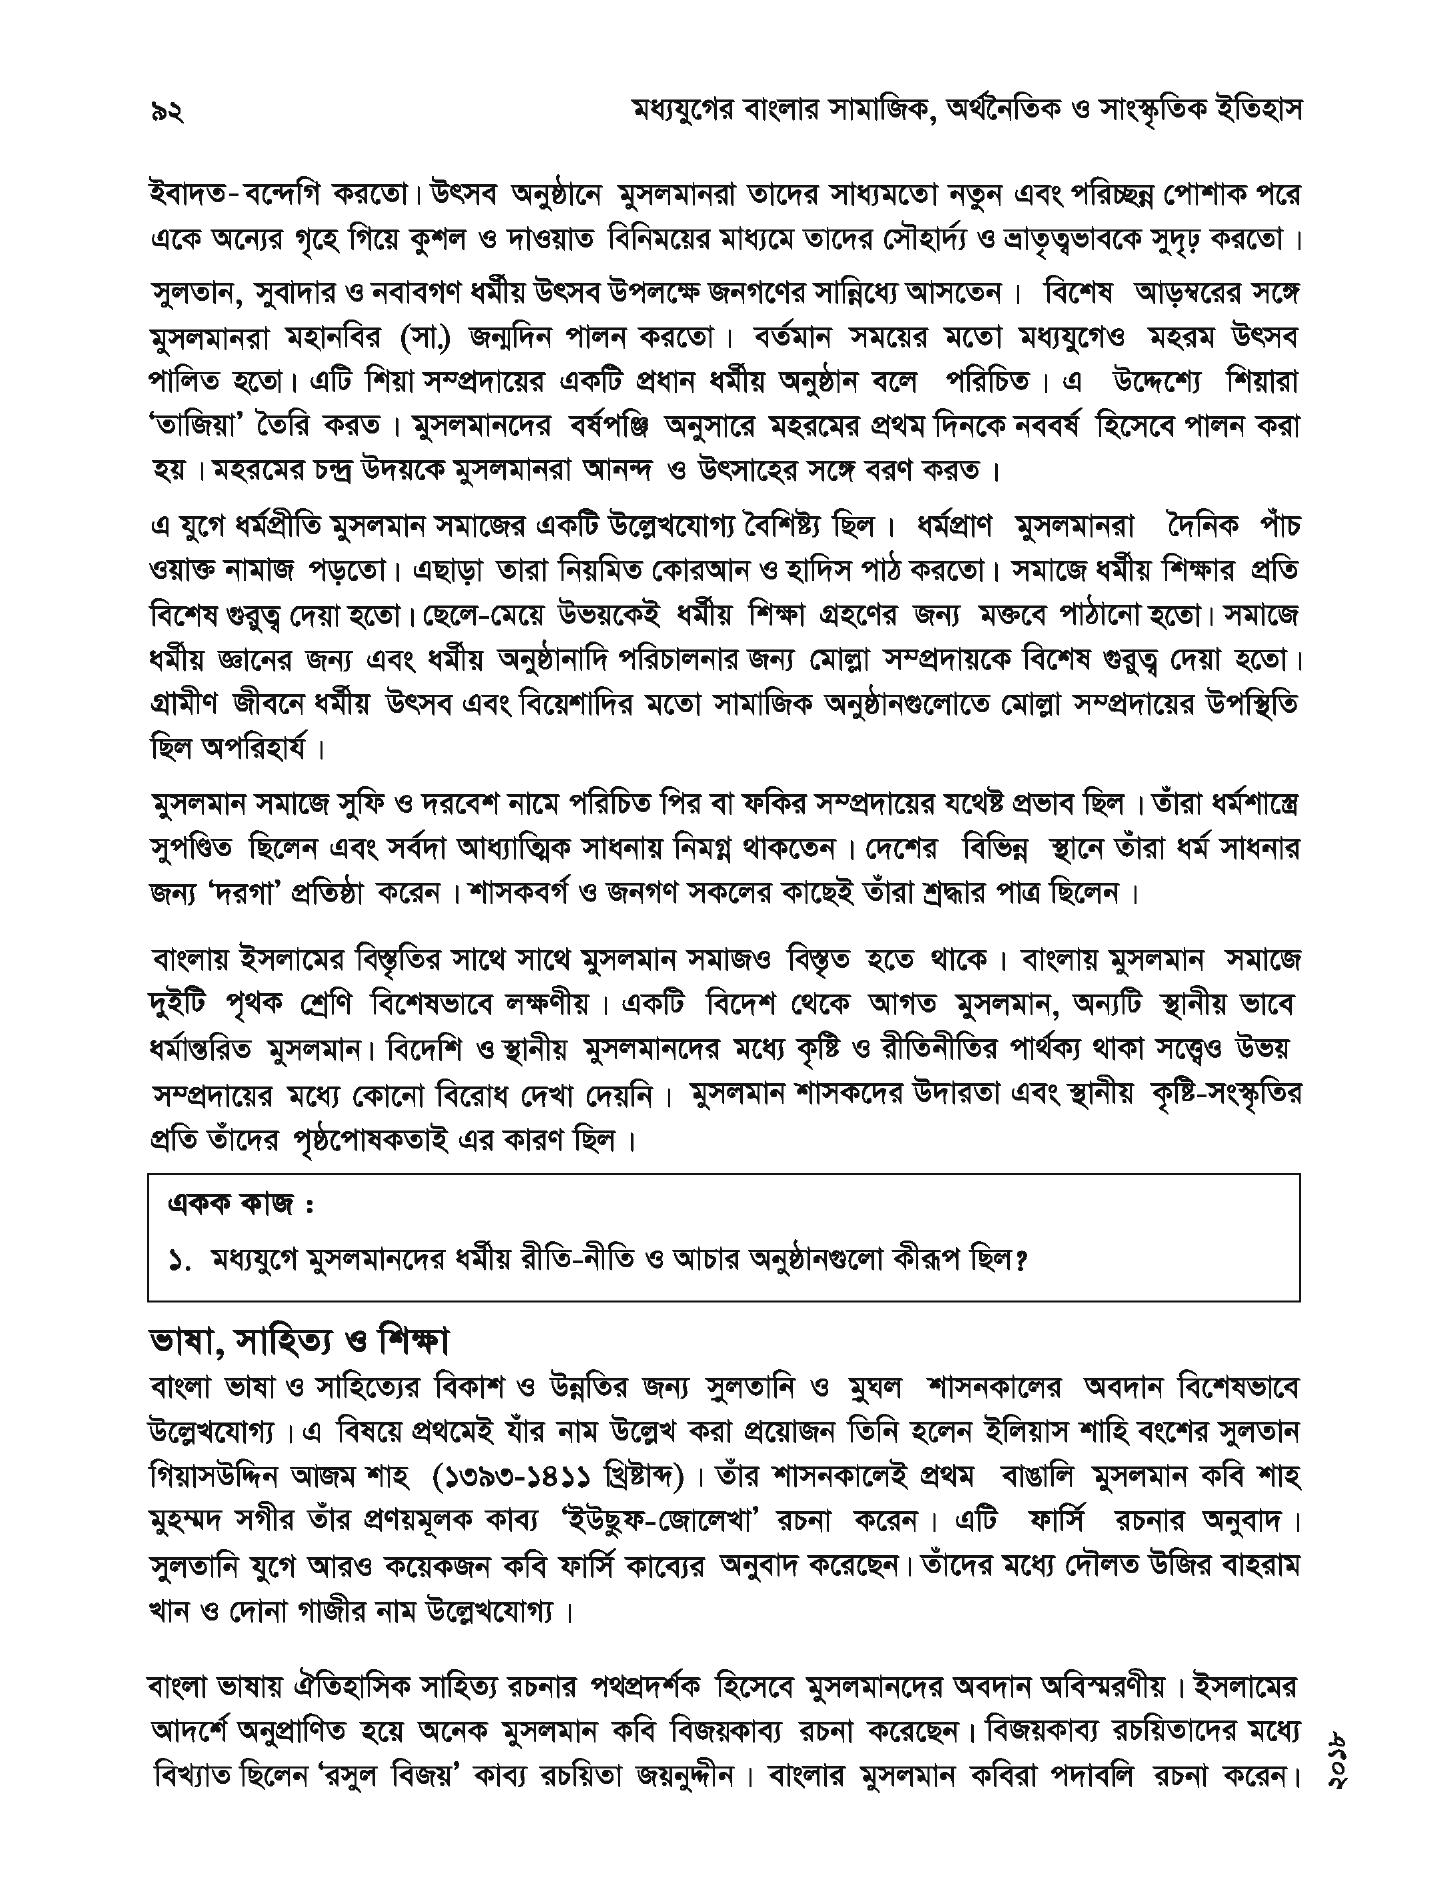 ৯২
মধ্যযুগের বাংলার সামাজিক, অর্থনৈতিক ও সাংস্কৃতিক ইতিহাস
ইবাদত-বন্দেগি করতো। উৎসব অনুষ্ঠানে মুসলমানরা তাদের সাধ্যমতো নতুন এবং পরিচ্ছন্ন পোশাক পরে
একে অন্যের গৃহে গিয়ে কুশল ও দাওয়াত বিনিময়ের মাধ্যমে তাদের সৌহার্দ্য ও ভ্রাতৃত্বভাবকে সুদৃঢ় করতো।
সুলতান, সুবাদার ও নবাবগণ ধর্মীয় উৎসব উপলক্ষে জনগণের সান্নিধ্যে আসতেন। বিশেষ আড়ম্বরের সঙ্গে
মুসলমানরা মহানবির (সা.) জন্মদিন পালন করতো। বর্তমান সময়ের মতো মধ্যযুগেও মহরম উৎসব
পালিত হতো। এটি শিয়া সম্প্রদায়ের একটি প্রধান ধর্মীয় অনুষ্ঠান বলে পরিচিত। এ উদ্দেশ্যে শিয়ারা
‘তাজিয়া’ তৈরি করত। মুসলমানদের বর্ষপঞ্জি অনুসারে মহরমের প্রথম দিনকে নববর্ষ হিসেবে পালন করা
হয়। মহরমের চন্দ্র উদয়কে মুসলমানরা আনন্দ ও উৎসাহের সঙ্গে বরণ করত।
এ যুগে ধর্মপ্রীতি মুসলমান সমাজের একটি উল্লেখযোগ্য বৈশিষ্ট্য ছিল। ধর্মপ্রাণ মুসলমানরা দৈনিক পাঁচ
ওয়াক্ত নামাজ পড়তো। এছাড়া তারা নিয়মিত কোরআন ও হাদিস পাঠ করতো। সমাজে ধর্মীয় শিক্ষার প্রতি
বিশেষ গুরুত্ব দেয়া হতো। ছেলে-মেয়ে উভয়কেই ধর্মীয় শিক্ষা গ্রহণের জন্য মক্তবে পাঠানো হতো। সমাজে
ধর্মীয় জ্ঞানের জন্য এবং ধর্মীয় অনুষ্ঠানাদি পরিচালনার জন্য মোল্লা সম্প্রদায়কে বিশেষ গুরুত্ব দেয়া হতো।
গ্রামীণ জীবনে ধর্মীয় উৎসব এবং বিয়েশাদির মতো সামাজিক অনুষ্ঠানগুলোতে মোল্লা সম্প্রদায়ের উপস্থিতি
ছিল অপরিহার্য।
মুসলমান সমাজে সুফি ও দরবেশ নামে পরিচিত পির বা ফকির সম্প্রদায়ের যথেষ্ট প্রভাব ছিল। তাঁরা ধর্মশাস্ত্রে
সুপণ্ডিত ছিলেন এবং সর্বদা আধ্যাত্মিক সাধনায় নিমগ্ন থাকতেন। দেশের বিভিন্ন স্থানে তাঁরা ধর্ম সাধনার
জন্য ‘দরগা’ প্রতিষ্ঠা করেন। শাসকবর্গ ও জনগণ সকলের কাছেই তাঁরা শ্রদ্ধার পাত্র ছিলেন।
বাংলায় ইসলামের বিস্তৃতির সাথে সাথে মুসলমান সমাজও বিস্তৃত হতে থাকে। বাংলায় মুসলমান সমাজে
দুইটি পৃথক শ্রেণি বিশেষভাবে লক্ষণীয়। একটি বিদেশ থেকে আগত মুসলমান, অন্যটি স্থানীয় ভাবে
ধর্মান্তরিত মুসলমান। বিদেশি ও স্থানীয় মুসলমানদের মধ্যে কৃষ্টি ও রীতিনীতির পার্থক্য থাকা সত্ত্বেও উভয়
সম্প্রদায়ের মধ্যে কোনো বিরোধ দেখা দেয়নি। মুসলমান শাসকদের উদারতা এবং স্থানীয় কৃষ্টি-সংস্কৃতির
প্রতি তাঁদের পৃষ্ঠপোষকতাই এর কারণ ছিল।
একক কাজ :
১. মধ্যযুগে মুসলমানদের ধর্মীয় রীতি-নীতি ও আচার অনুষ্ঠানগুলো কীরূপ ছিল?
ভাষা, সাহিত্য ও শিক্ষা
বাংলা ভাষা ও সাহিত্যের বিকাশ ও উন্নতির জন্য সুলতানি ও মুঘল শাসনকালের অবদান বিশেষভাবে
উল্লেখযোগ্য। এ বিষয়ে প্রথমেই যাঁর নাম উল্লেখ করা প্রয়োজন তিনি হলেন ইলিয়াস শাহি বংশের সুলতান
গিয়াসউদ্দিন আজম শাহ (১৩৯৩-১৪১১ খ্রিষ্টাব্দ)। তাঁর শাসনকালেই প্রথম বাঙালি মুসলমান কবি শাহ
মুহম্মদ সগীর তাঁর প্রণয়মূলক কাব্য ‘ইউছুফ-জোলেখা’ রচনা করেন। এটি ফার্সি রচনার অনুবাদ।
সুলতানি যুগে আরও কয়েকজন কবি ফার্সি কাব্যের অনুবাদ করেছেন। তাঁদের মধ্যে দৌলত উজির বাহরাম
খান ও দোনা গাজীর নাম উল্লেখযোগ্য।
বাংলা ভাষায় ঐতিহাসিক সাহিত্য রচনার পথপ্রদর্শক হিসেবে মুসলমানদের অবদান অবিস্মরণীয়। ইসলামের
আদর্শে অনুপ্রাণিত হয়ে অনেক মুসলমান কবি বিজয়কাব্য রচনা করেছেন। বিজয়কাব্য রচয়িতাদের মধ্যে
বিখ্যাত ছিলেন ‘রসুল বিজয়’ কাব্য রচয়িতা জয়নুদ্দীন। বাংলার মুসলমান কবিরা পদাবলি রচনা করেন।
২০১৮